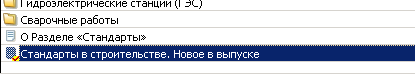 Гидроэлектрические станции (ГЭС)
Сварочные работы
О Разделе «Стандарты»
Стандарты в строительстве. Новое в выпуске